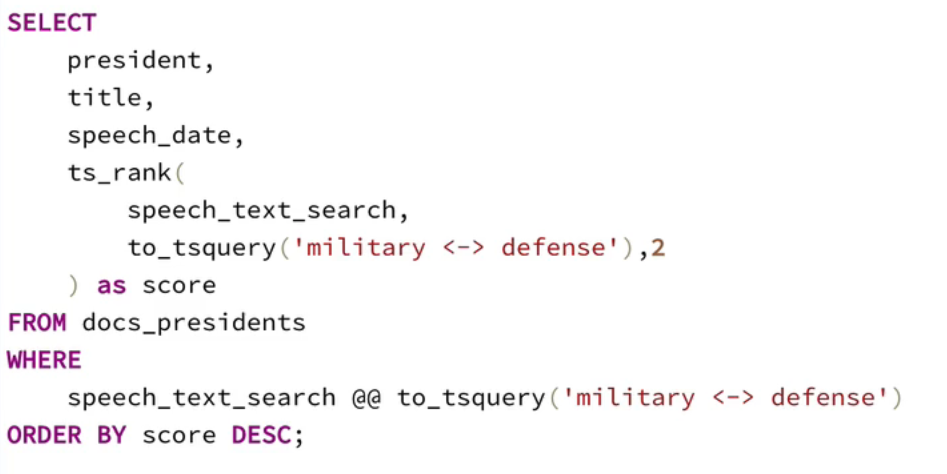 SELECT
president,
title,
speech_date,
ts_rank(
speech_text_search,
to_tsquery('military <-> defense'),2
) as score
FROM docs_presidents
WHERE
speech_text_search @@ to_tsquery('military <-> defense')
ORDER BY score DESC;